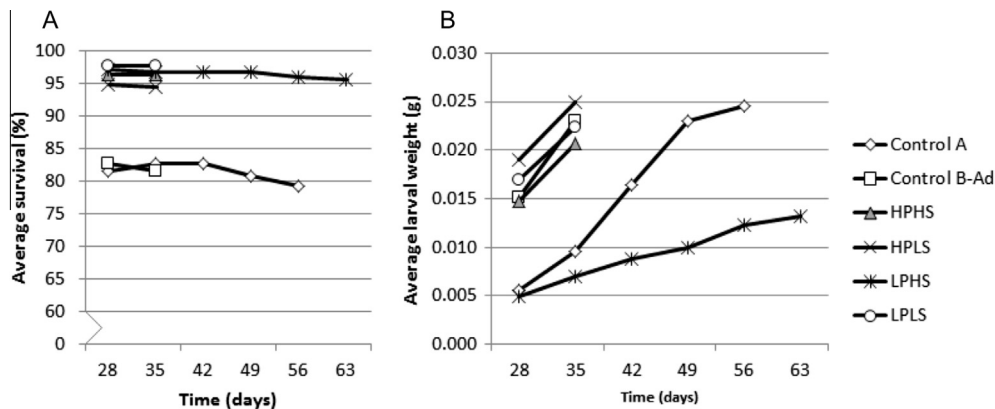 A
100
95
90
85
80
75
70
65
60
0
Average survival (%)
28 35 42 49 56 63
Time (days)
B
0.030
0.025
0.020
0.015
0.010
0.005
0.000
Average larval weight (g)
28 35 42 49 56 63
Time (days)
Control A
Control B-Ad
HPHS
HPLS
LPHS
LPLS